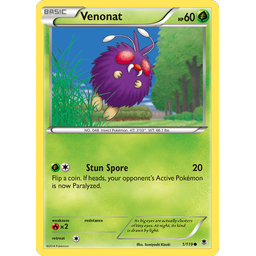 BASIC
Venonat
HP60
NO. 048 Insect Pokémon HT: 3'03" WT: 66.1 lbs.
Stun Spore 20
Flip a coin. If heads, your opponent's Active Pokémon
is now Paralyzed.
weakness
resistance
×2
retreat
Its big eyes are actually clusters
of tiny eyes. At night, its kind
is drawn by light.
Illus. Sumiyoshi Kizuki
1/119